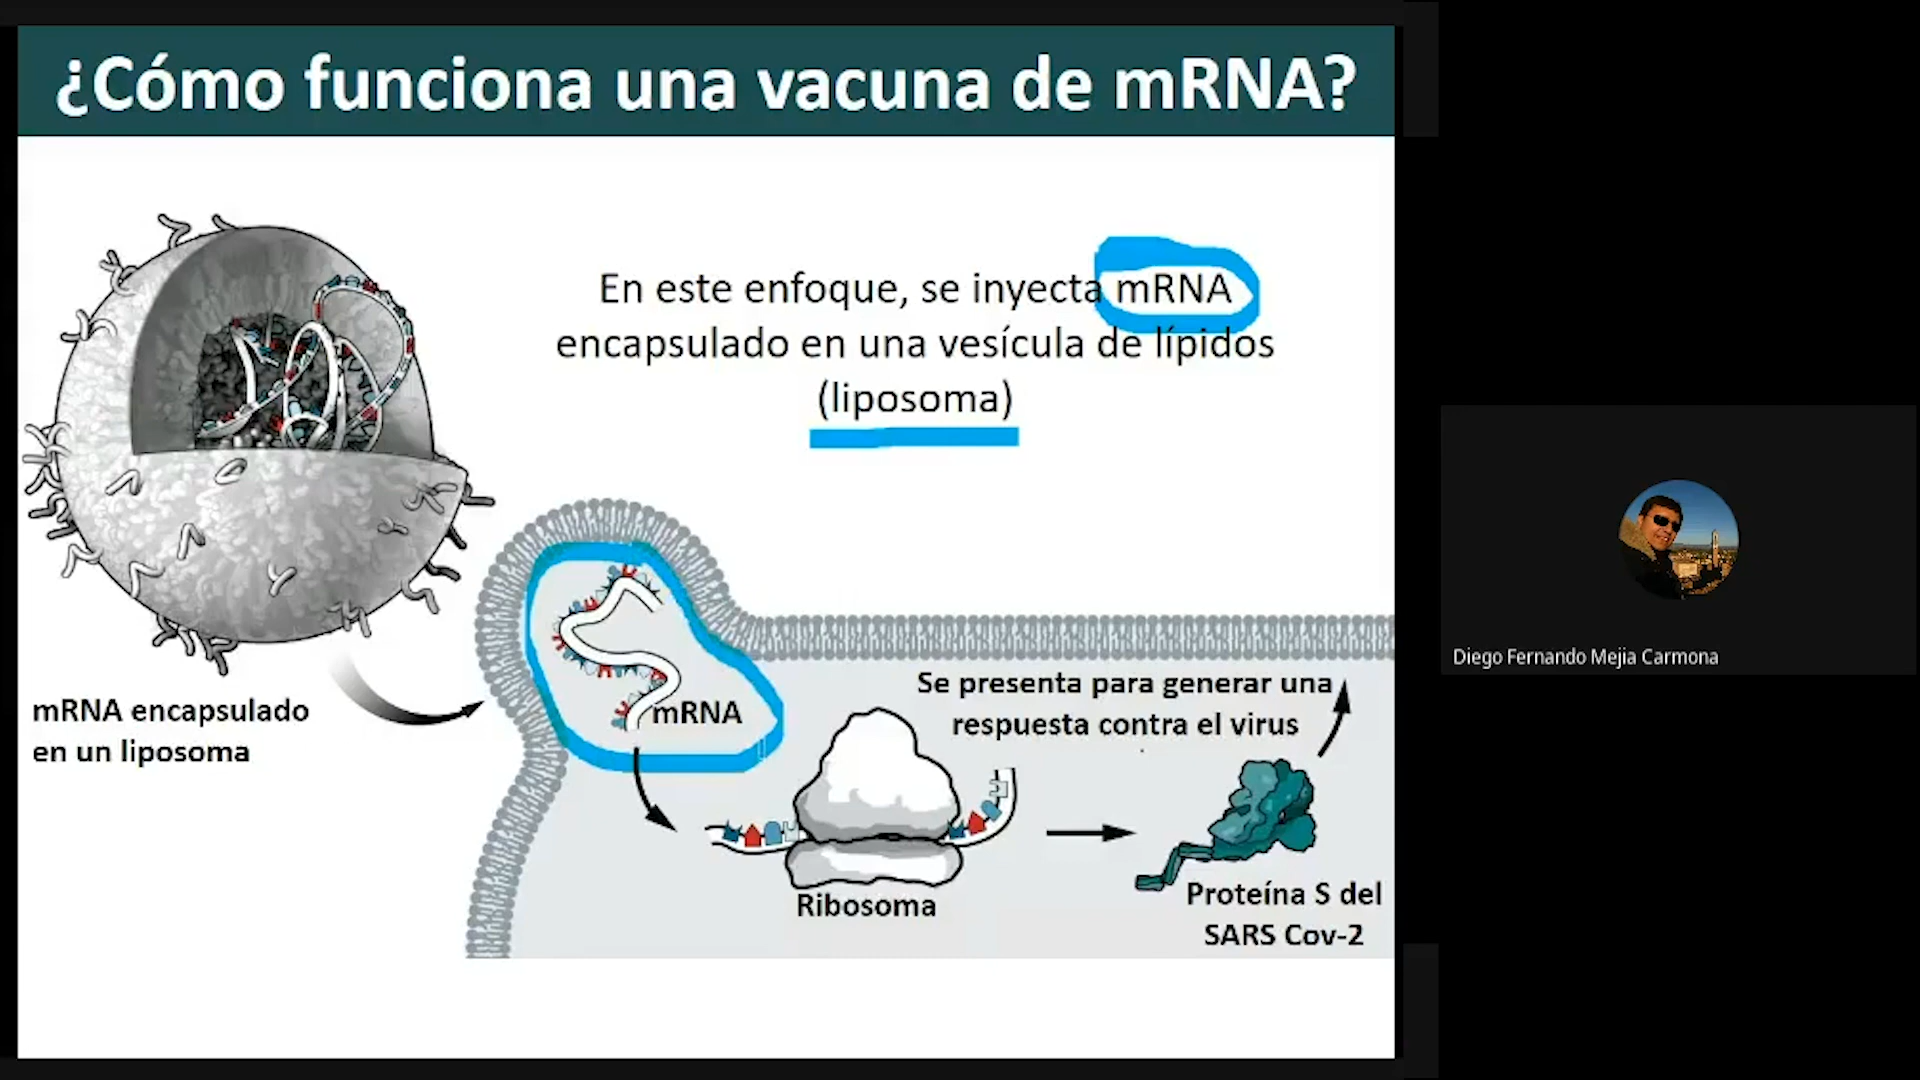 ¿Cómo funciona una vacuna de mRNA?
En este enfoque, se inyecta mRNA
encapsulado en una vesícula de lípidos
(liposoma)
mRNA encapsulado
en un liposoma
mRNA
Se presenta para generar una
respuesta contra el virus
Ribosoma
Proteína S del
SARS Cov-2
Diego Fernando Mejia Carmona